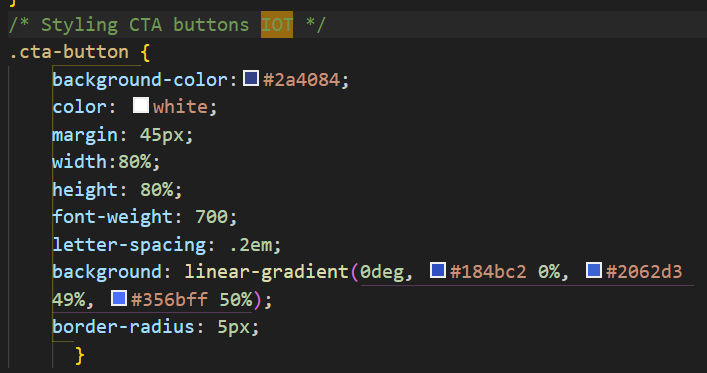 }
/* Styling CTA buttons IOT */
.cta-button {
background-color: #2a4084;
color: white;
margin: 45px;
width:80%;
height: 80%;
font-weight: 700;
letter-spacing: .2em;
background: linear-gradient(0deg, #184bc2 0%, #2062d3
49%, #356bff 50%);
border-radius: 5px;
}